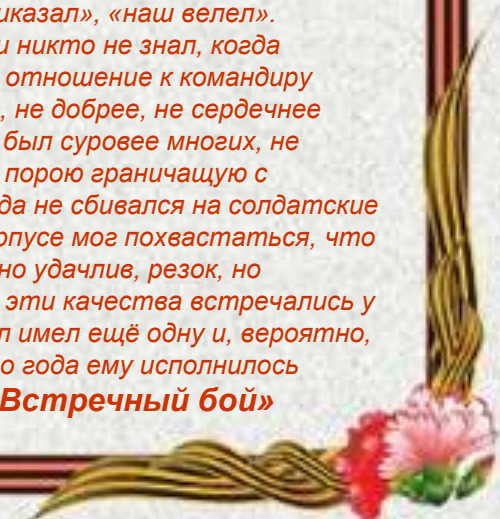 иказал», «наш велел».
и никто не знал, когда
отношение к командиру
, не добрее, не сердечнее
был суровее многих, не
порою граничащую с
да не сбивался на солдатские
рпусе мог похвастаться, что
но удачлив, резок, но
эти качества встречались у
л имел ещё одну и, вероятно,
о года ему исполнилось
Встречный бой»